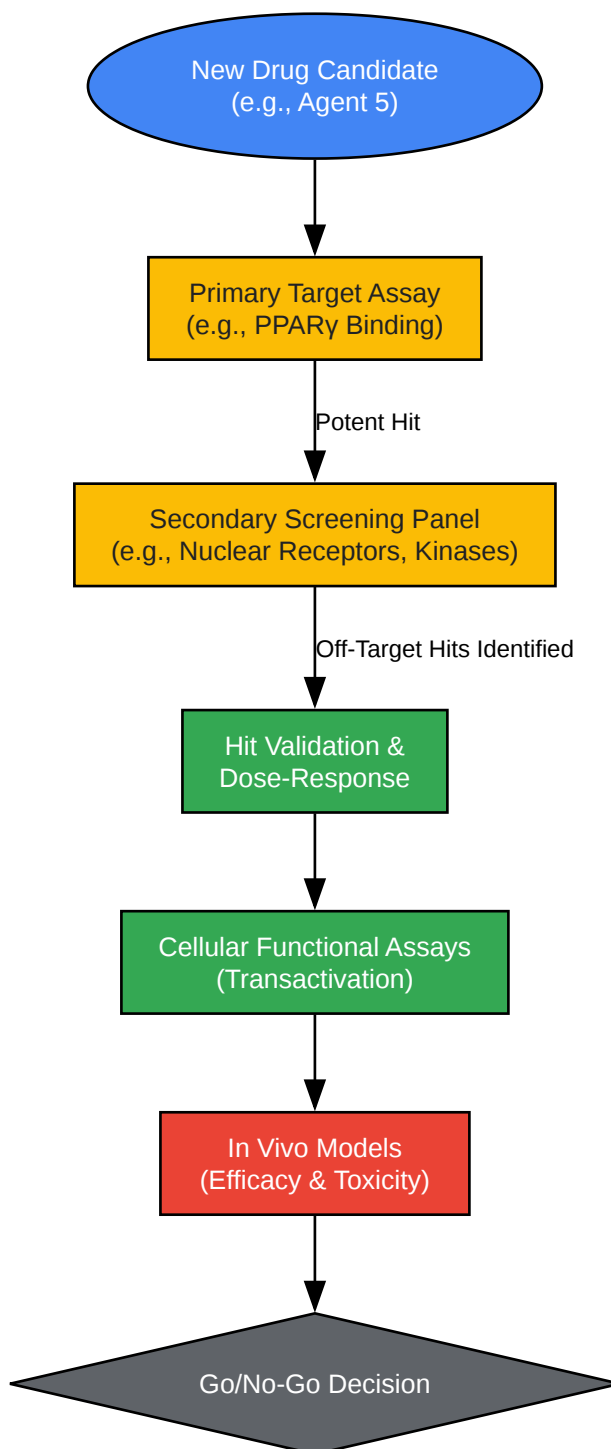 New Drug Candidate
(e.g., Agent 5)
Primary Target Assay
(e.g., PPARγ Binding)
Potent Hit
Secondary Screening Panel
(e.g., Nuclear Receptors, Kinases)
Off-Target Hits Identified
Hit Validation &
Dose-Response
Cellular Functional Assays
(Transactivation)
In Vivo Models
(Efficacy & Toxicity)
Go/No-Go Decision